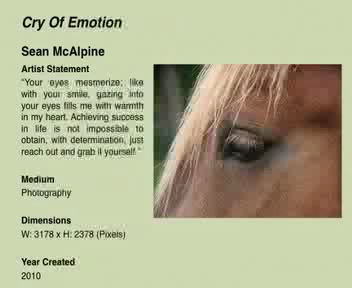 Cry Of Emotion
Sean McAlpine
Artist Statement
"Your eyes mesmerize; like
with your smile, gazing into
your eyes fills me with warmth
in my heart. Achieving success
in life is not impossible to
obtain, with determination, just
reach out and grab it yourself."
Medium
Photography
Dimensions
W: 3178 x H: 2378 (Pixels)
Year Created
2010